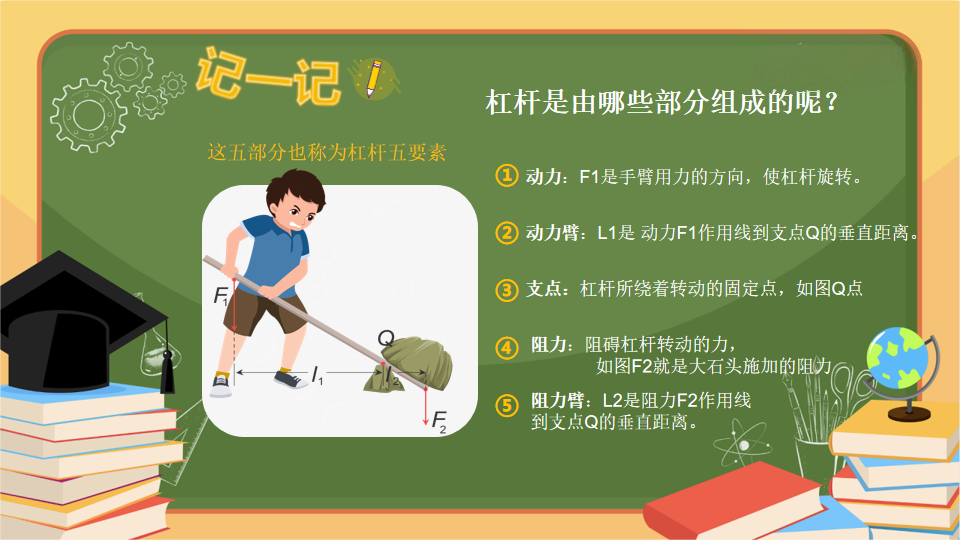 记一记
杠杆是由哪些部分组成的呢？
这五部分也称为杠杆五要素
① 动力：F1是手臂用力的方向，使杠杆旋转。
② 动力臂：L1是 动力F1作用线到支点Q的垂直距离。
③ 支点：杠杆所绕着转动的固定点，如图Q点
④ 阻力：阻碍杠杆转动的力，
如图F2就是大石头施加的阻力
⑤ 阻力臂：L2是阻力F2作用线
到支点Q的垂直距离。
F1
Q
l1
l2
F2